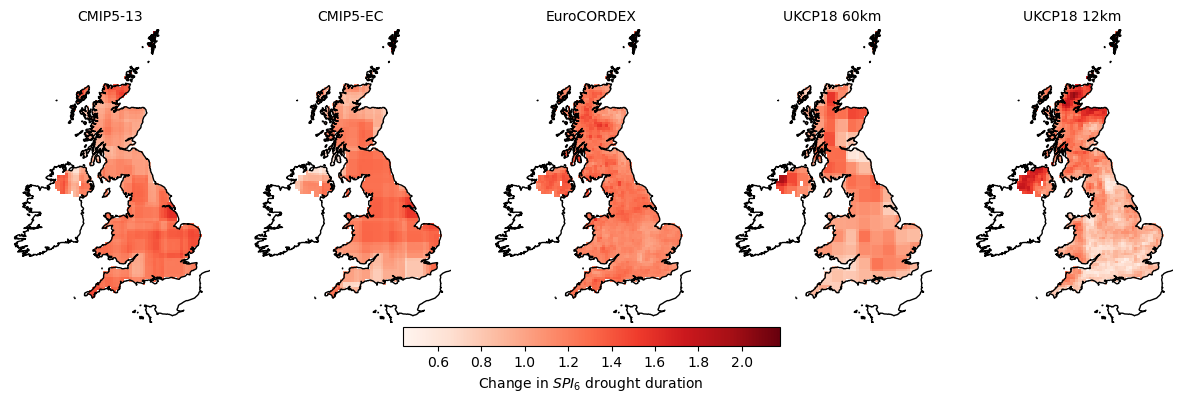 CMIP5-13 CMIP5-EC EuroCORDEX UKCP18 60km UKCP18 12km
0.6 0.8 1.0 1.2 1.4 1.6 1.8 2.0
Change in SPI₆ drought duration